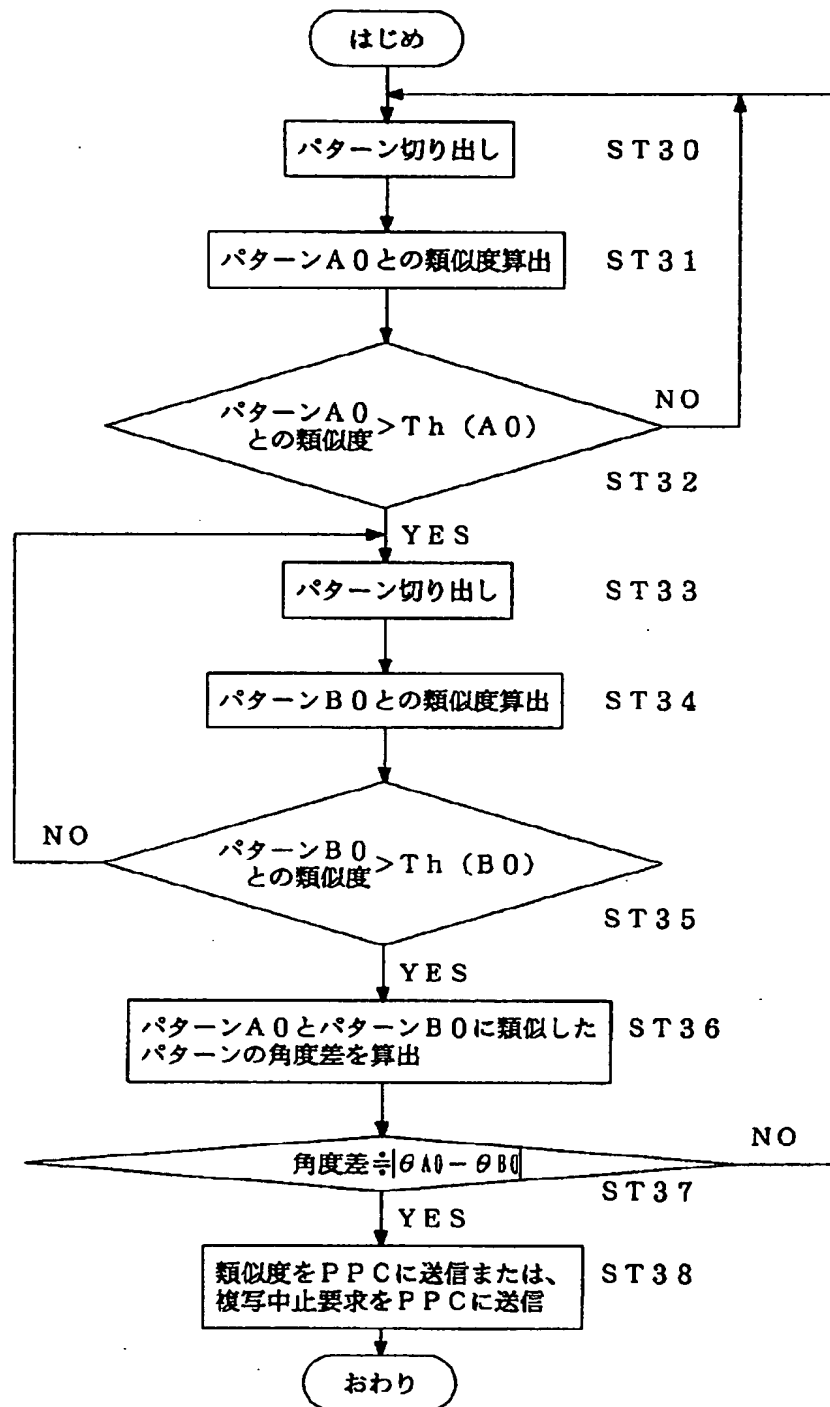 はじめ
パターン切り出し
ST30
パターンA0との類似度算出
ST31
パターンA0
との類似度>Th(A0)
NO
ST32
YES
パターン切り出し
ST33
パターンB0との類似度算出
ST34
NO
パターンB0
との類似度>Th(B0)
ST35
YES
パターンA0とパターンB0に類似した
パターンの角度差を算出
ST36
角度差≒|θA0-θB0|
NO
ST37
YES
類似度をPPCに送信または、
複写中止要求をPPCに送信
ST38
おわり